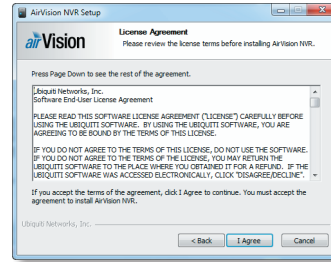 AirVision NVR Setup
airVision
License Agreement
Please review the license terms before installing AirVision NVR.
Press Page Down to see the rest of the agreement.
Ubiquiti Networks, Inc.
Software End-User License Agreement
PLEASE READ THIS SOFTWARE LICENSE AGREEMENT ("LICENSE") CAREFULLY BEFORE
USING THE UBIQUITI SOFTWARE. BY USING THE UBIQUITI SOFTWARE, YOU ARE
AGREEING TO BE BOUND BY THE TERMS OF THIS LICENSE.
IF YOU DO NOT AGREE TO THE TERMS OF THIS LICENSE, DO NOT USE THE SOFTWARE.
IF YOU DO NOT AGREE TO THE TERMS OF THE LICENSE, YOU MAY RETURN THE
UBIQUITI SOFTWARE TO THE PLACE WHERE YOU OBTAINED IT FOR A REFUND. IF THE
UBIQUITI SOFTWARE WAS ACCESSED ELECTRONICALLY, CLICK "DISAGREE/DECLINE".
If you accept the terms of the agreement, click I Agree to continue. You must accept the
agreement to install AirVision NVR.
Ubiquiti Networks, Inc.
< Back
I Agree
Cancel